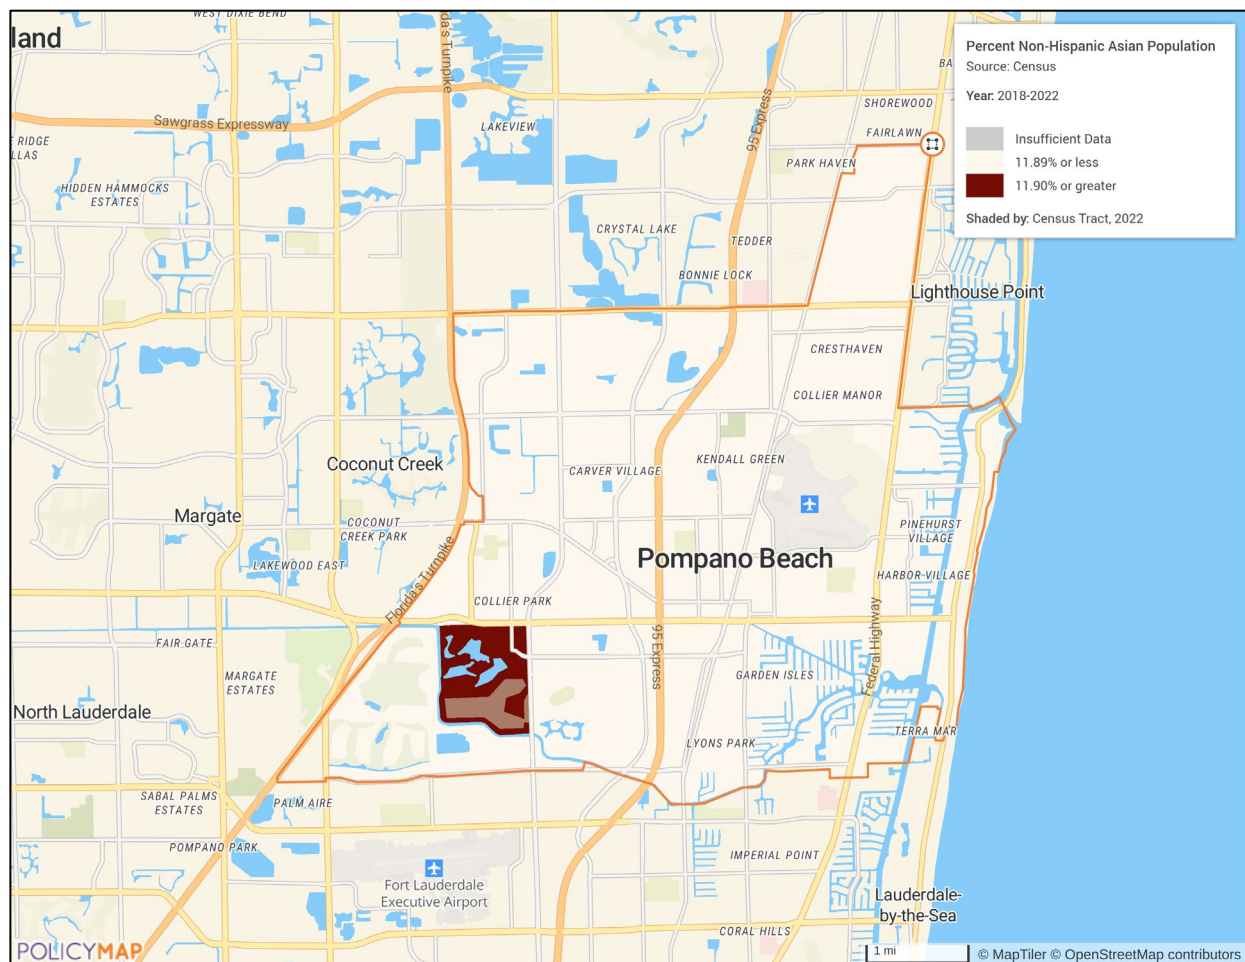 WEST DIXIE BEND
land
da's Turnpike
Percent Non-Hispanic Asian Population
Source: Census
BA
Year: 2018-2022
SHOREWOOD
95 Express
Sawgrass Expressway
LAKEVIEW
FAIRLAWN
Insufficient Data
E RIDGE
LLAS
11.89% or less
PARK HAVEN
11.90% or greater
HIDDEN HAMMOCKS
ESTATES
Shaded by: Census Tract, 2022
CRYSTAL LAKE
TEDDER
BONNIE LOCK
Lighthouse Point
CRESTHAVEN
COLLIER MANOR
Coconut Creek
CARVER VILLAGE
KENDALL GREEN
Margate
COCONUT
CREEK PARK
PINEHURST
VILLAGE
Pompano Beach
LAKEWOOD EAST
Florida's Turnpike
HARBOR VILLAGE
COLLIER PARK
FAIR GATE
95 Express
Federal Highway
MARGATE
ESTATES
GARDEN ISLES
North Lauderdale
TERRA MAR
LYONS PARK
SABAL PALMS
ESTATES
PALM AIRE
POMPANO PARK
IMPERIAL POINT
Fort Lauderdale
Executive Airport
Lauderdale-
by-the-Sea
CORAL HILLS
POLICYMAP
1 mi
© MapTiler © OpenStreetMap contributors